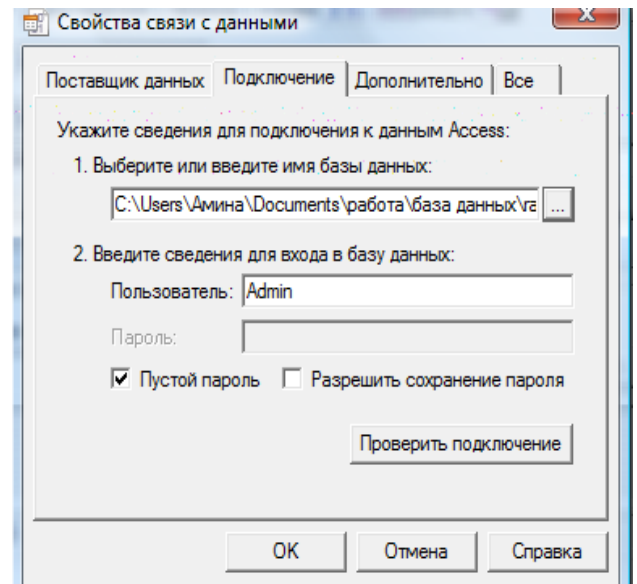 Свойства связи с данными
Поставщик данных Подключение Дополнительно Все
Укажите сведения для подключения к данным Access:
1. Выберите или введите имя базы данных:
C:\Users\Амина\Documents\работа\база данных\га ...
2. Введите сведения для входа в базу данных:
Пользователь: Admin
Пароль:
Пустой пароль Разрешить сохранение пароля
Проверить подключение
OK Отмена Справка